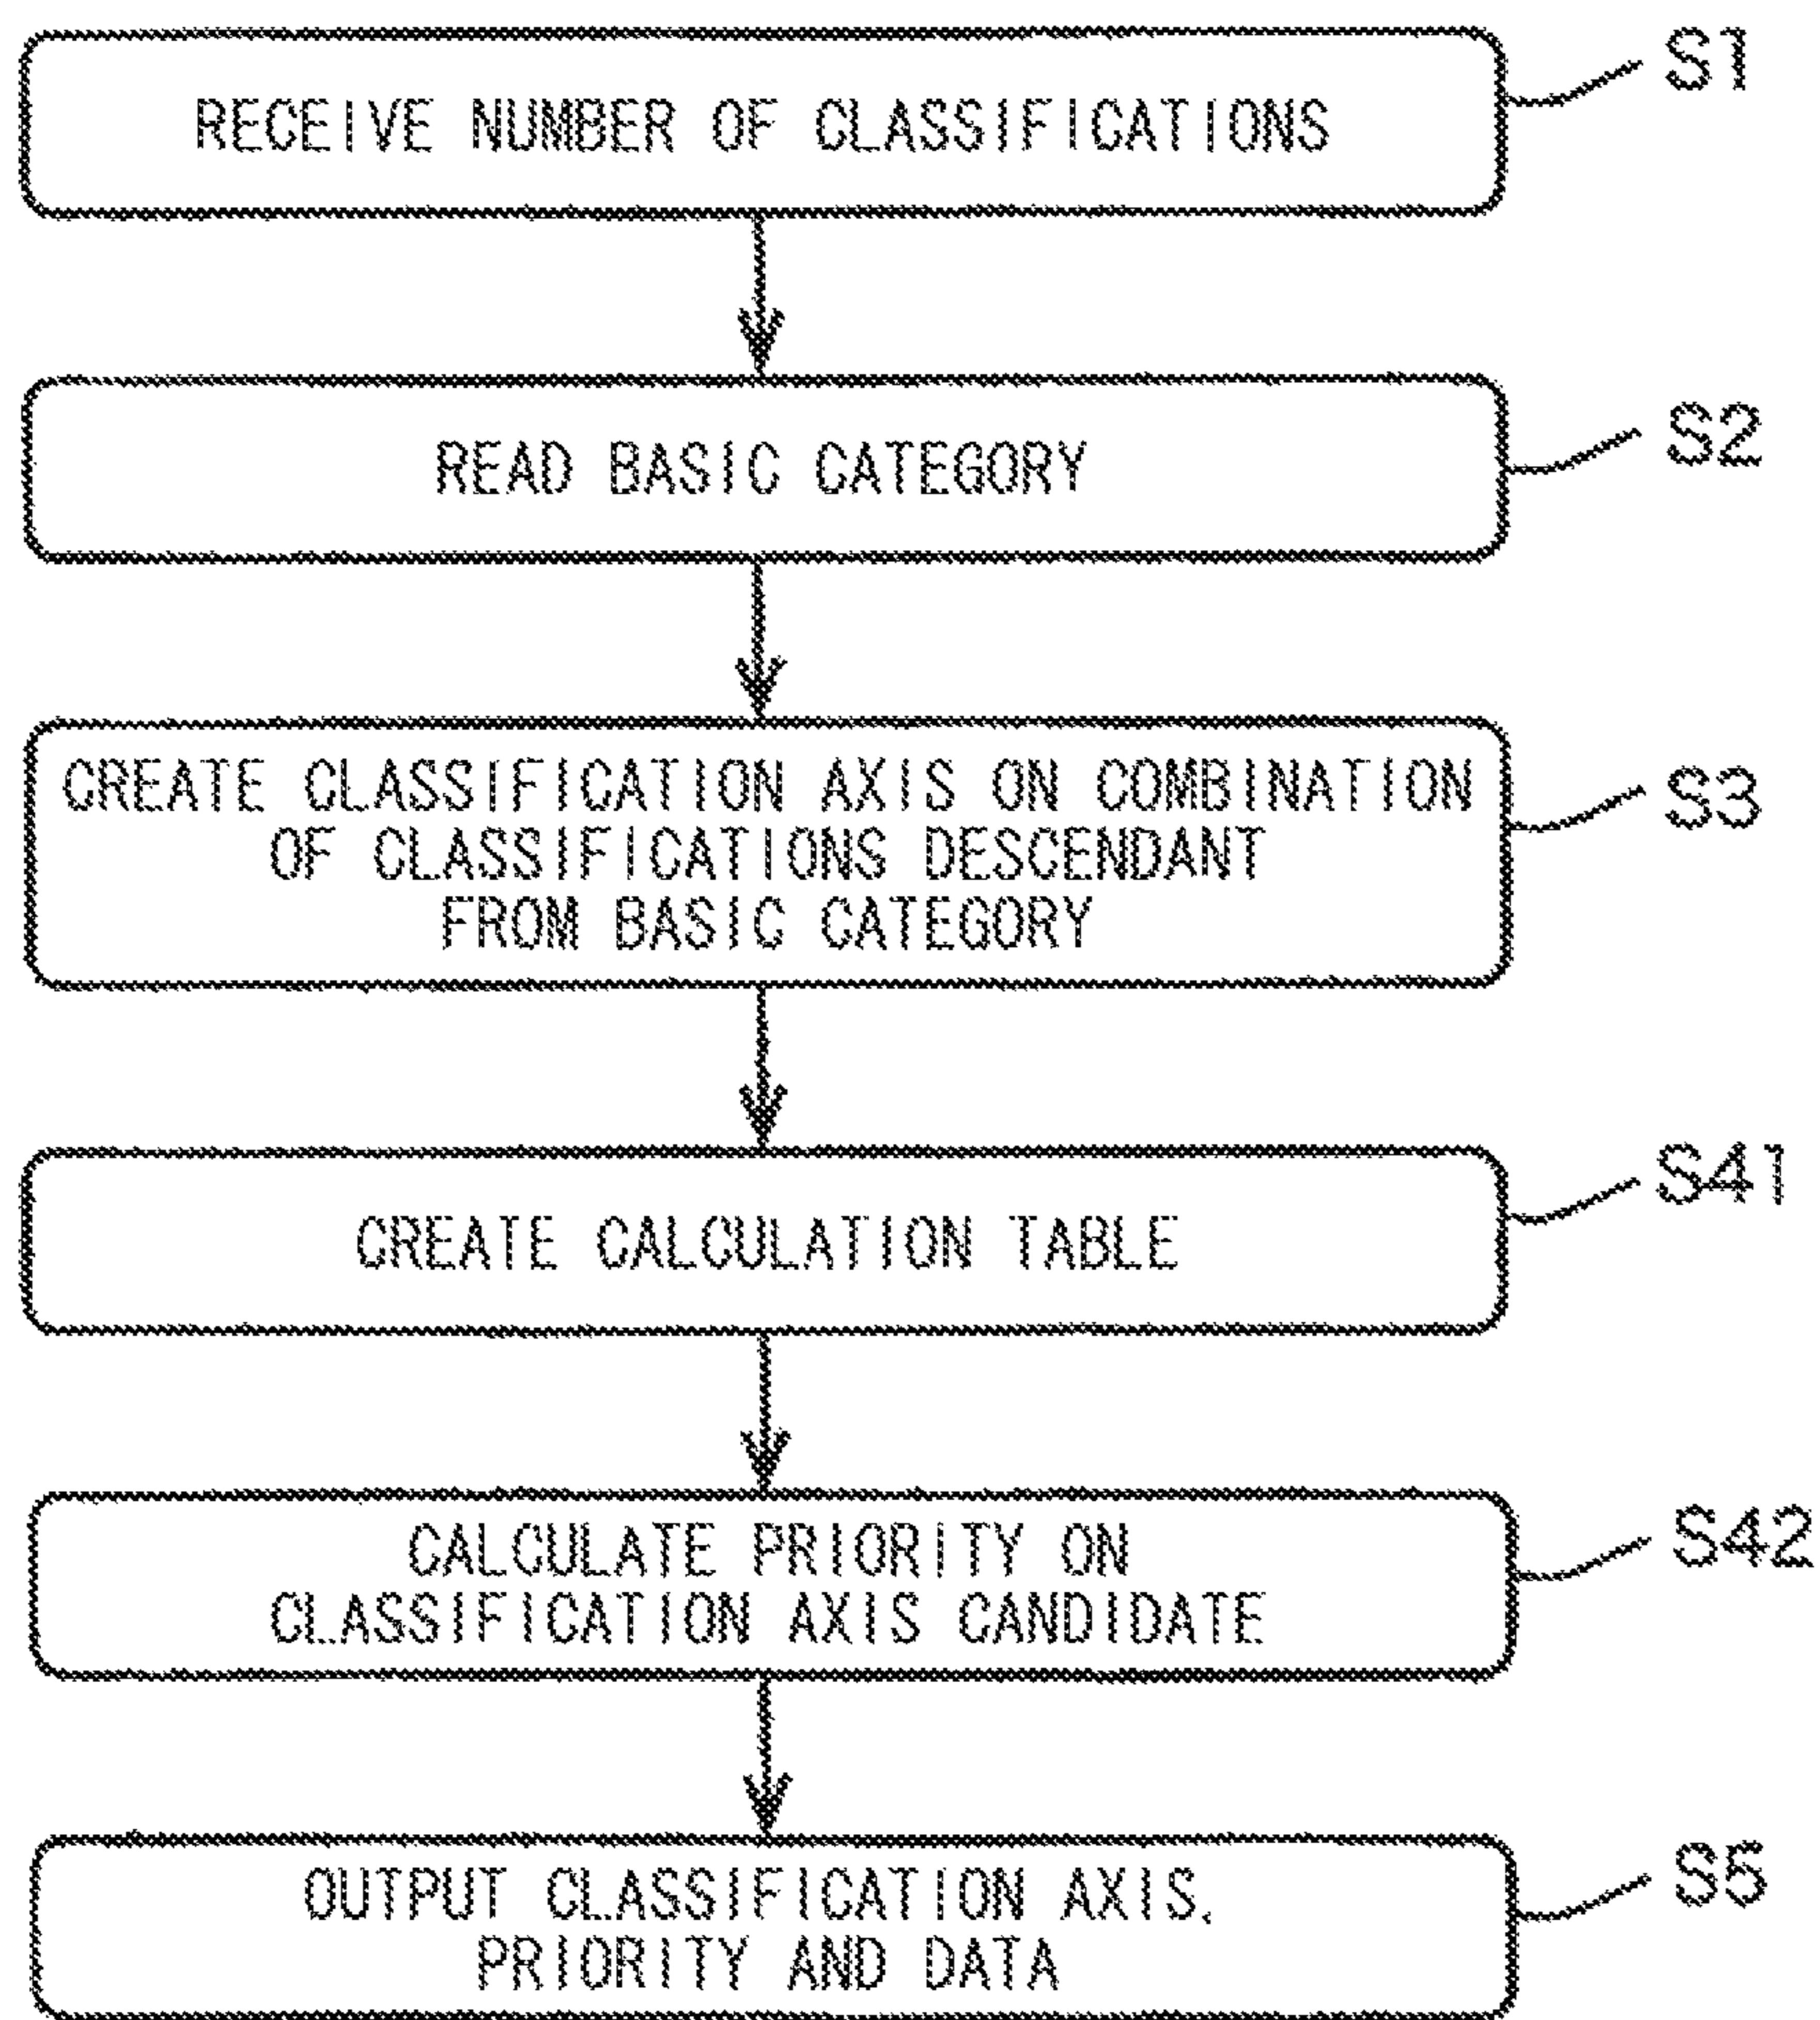 RECEIVE NUMBER OF CLASSIFICATIONS
S1
READ BASIC CATEGORY
S2
CREATE CLASSIFICATION AXIS ON COMBINATION
OF CLASSIFICATIONS DESCENDANT
FROM BASIC CATEGORY
S3
CREATE CALCULATION TABLE
S41
CALCULATE PRIORITY ON
CLASSIFICATION AXIS CANDIDATE
S42
OUTPUT CLASSIFICATION AXIS,
PRIORITY AND DATA
S5